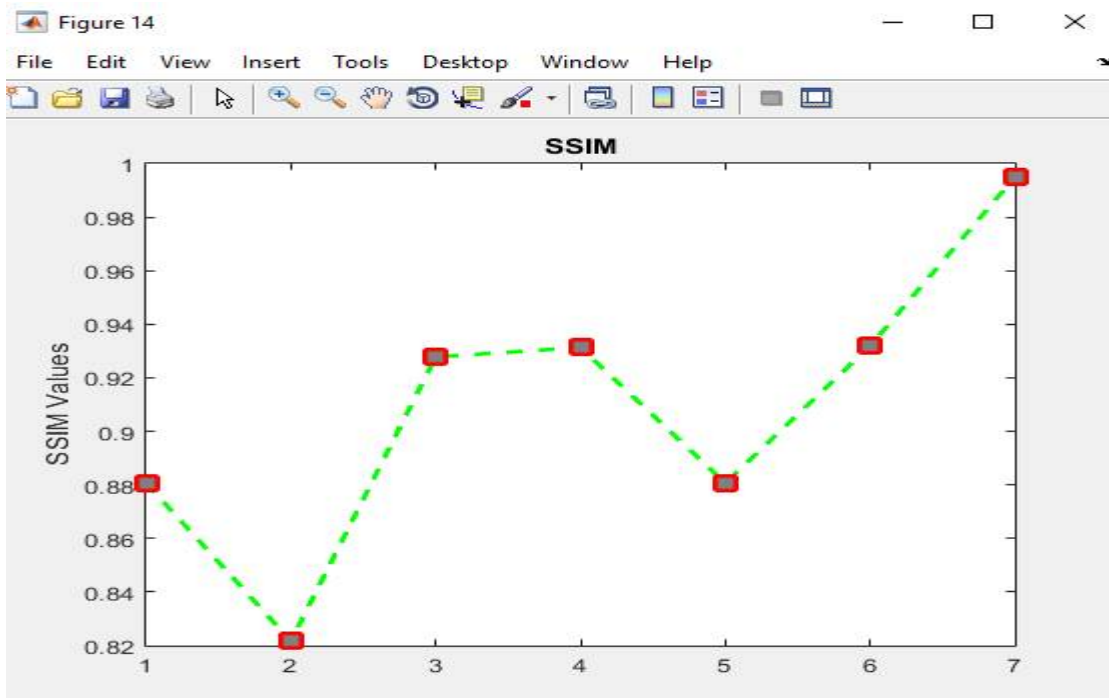 Figure 14
File Edit View Insert Tools Desktop Window Help
SSIM
1
0.98
0.96
0.94
0.92
0.9
0.88
0.86
0.84
0.82
SSIM Values
1 2 3 4 5 6 7